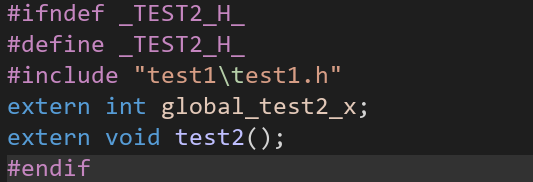 #ifndef _TEST2_H_
#define _TEST2_H_
#include "test1\test1.h"
extern int global_test2_x;
extern void test2();
#endif